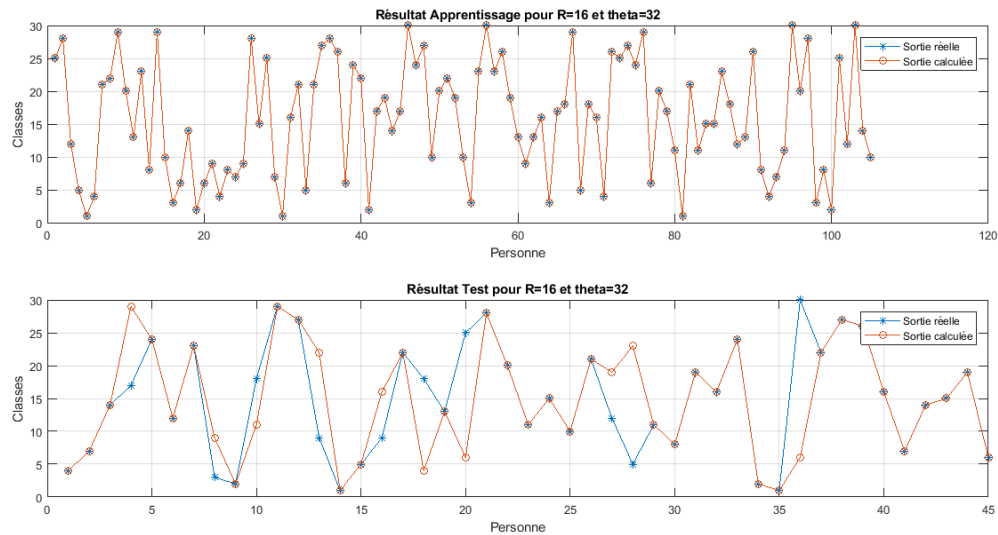 Résultat Apprentissage pour R=16 et theta=32
30
25
20
15
10
5
0
Classes
Sortie réelle
Sortie calculée
0 20 40 60 80 100 120
Personne
Résultat Test pour R=16 et theta=32
30
25
20
15
10
5
0
Classes
Sortie réelle
Sortie calculée
0 5 10 15 20 25 30 35 40 45
Personne